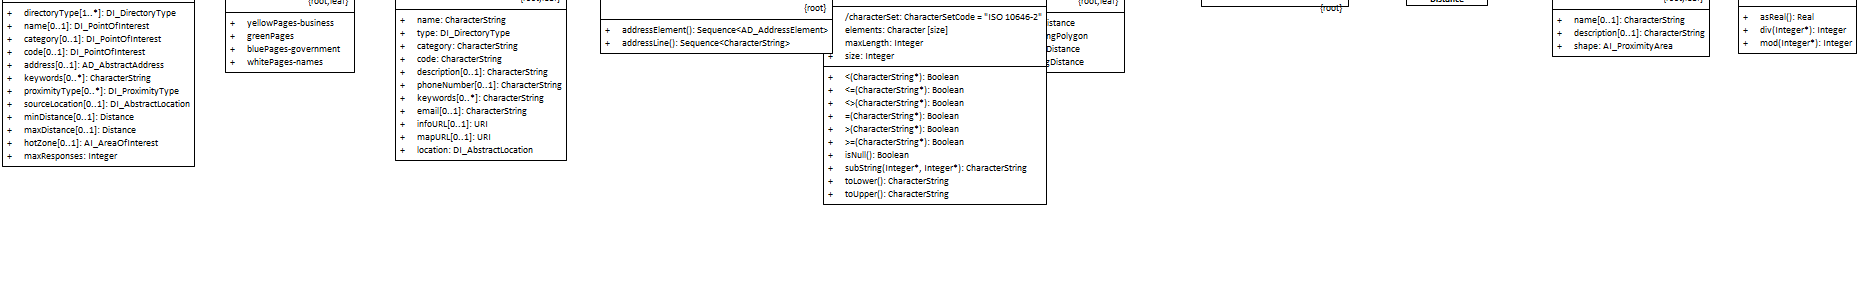 + directoryType[1..*]: DI_DirectoryType
+ name[0..1]: DI_PointOfInterest
+ category[0..1]: DI_PointOfInterest
+ code[0..1]: DI_PointOfInterest
+ address[0..1]: AD_AbstractAddress
+ keywords[0..*]: CharacterString
+ proximityType[0..*]: DI_ProximityType
+ sourceLocation[0..1]: DI_AbstractLocation
+ minDistance[0..1]: Distance
+ maxDistance[0..1]: Distance
+ hotZone[0..1]: AI_AreaOfInterest
+ maxResponses: Integer
{root,leaf}
+ yellowPages-business
+ greenPages
+ bluePages-government
+ whitePages-names
+ name: CharacterString
+ type: DI_DirectoryType
+ category: CharacterString
+ code: CharacterString
+ description[0..1]: CharacterString
+ phoneNumber[0..1]: CharacterString
+ keywords[0..*]: CharacterString
+ email[0..1]: CharacterString
+ infoURL[0..1]: URI
+ mapURL[0..1]: URI
+ location: DI_AbstractLocation
{root}
+ addressElement(): Sequence<AD_AddressElement>
+ addressLine(): Sequence<CharacterString>
/characterSet: CharacterSetCode = "ISO 10646-2"
elements: Character [size]
maxLength: Integer
+ size: Integer
+ <(CharacterString*): Boolean
+ <=(CharacterString*): Boolean
+ <>(CharacterString*): Boolean
+ =(CharacterString*): Boolean
+ >(CharacterString*): Boolean
+ >=(CharacterString*): Boolean
+ isNull(): Boolean
+ subString(Integer*, Integer*): CharacterString
+ toLower(): CharacterString
+ toUpper(): CharacterString
{root,leaf}
istance
gPolygon
Distance
Distance
{root}
Distance
+ name[0..1]: CharacterString
+ description[0..1]: CharacterString
+ shape: AI_ProximityArea
+ asReal(): Real
+ div(Integer*): Integer
+ mod(Integer*): Integer